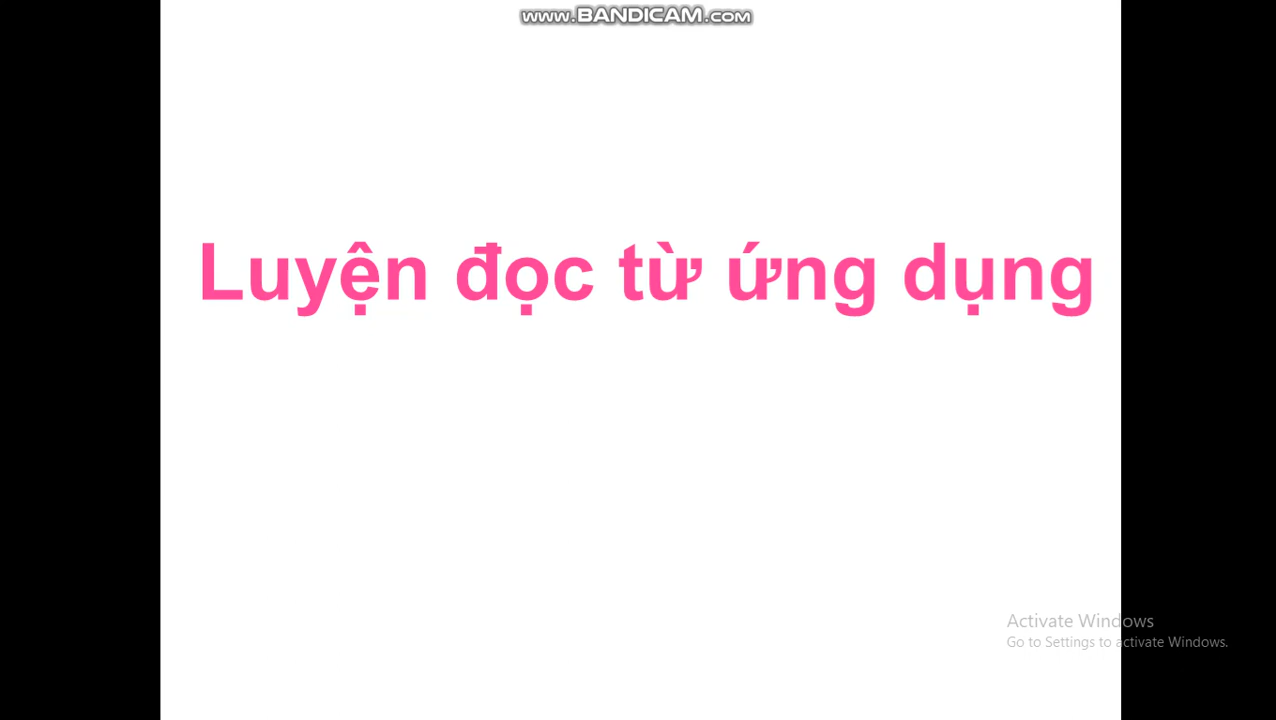 www.BANDICAM.com
Luyện đọc từ ứng dụng
Activate Windows
Go to Settings to activate Windows.